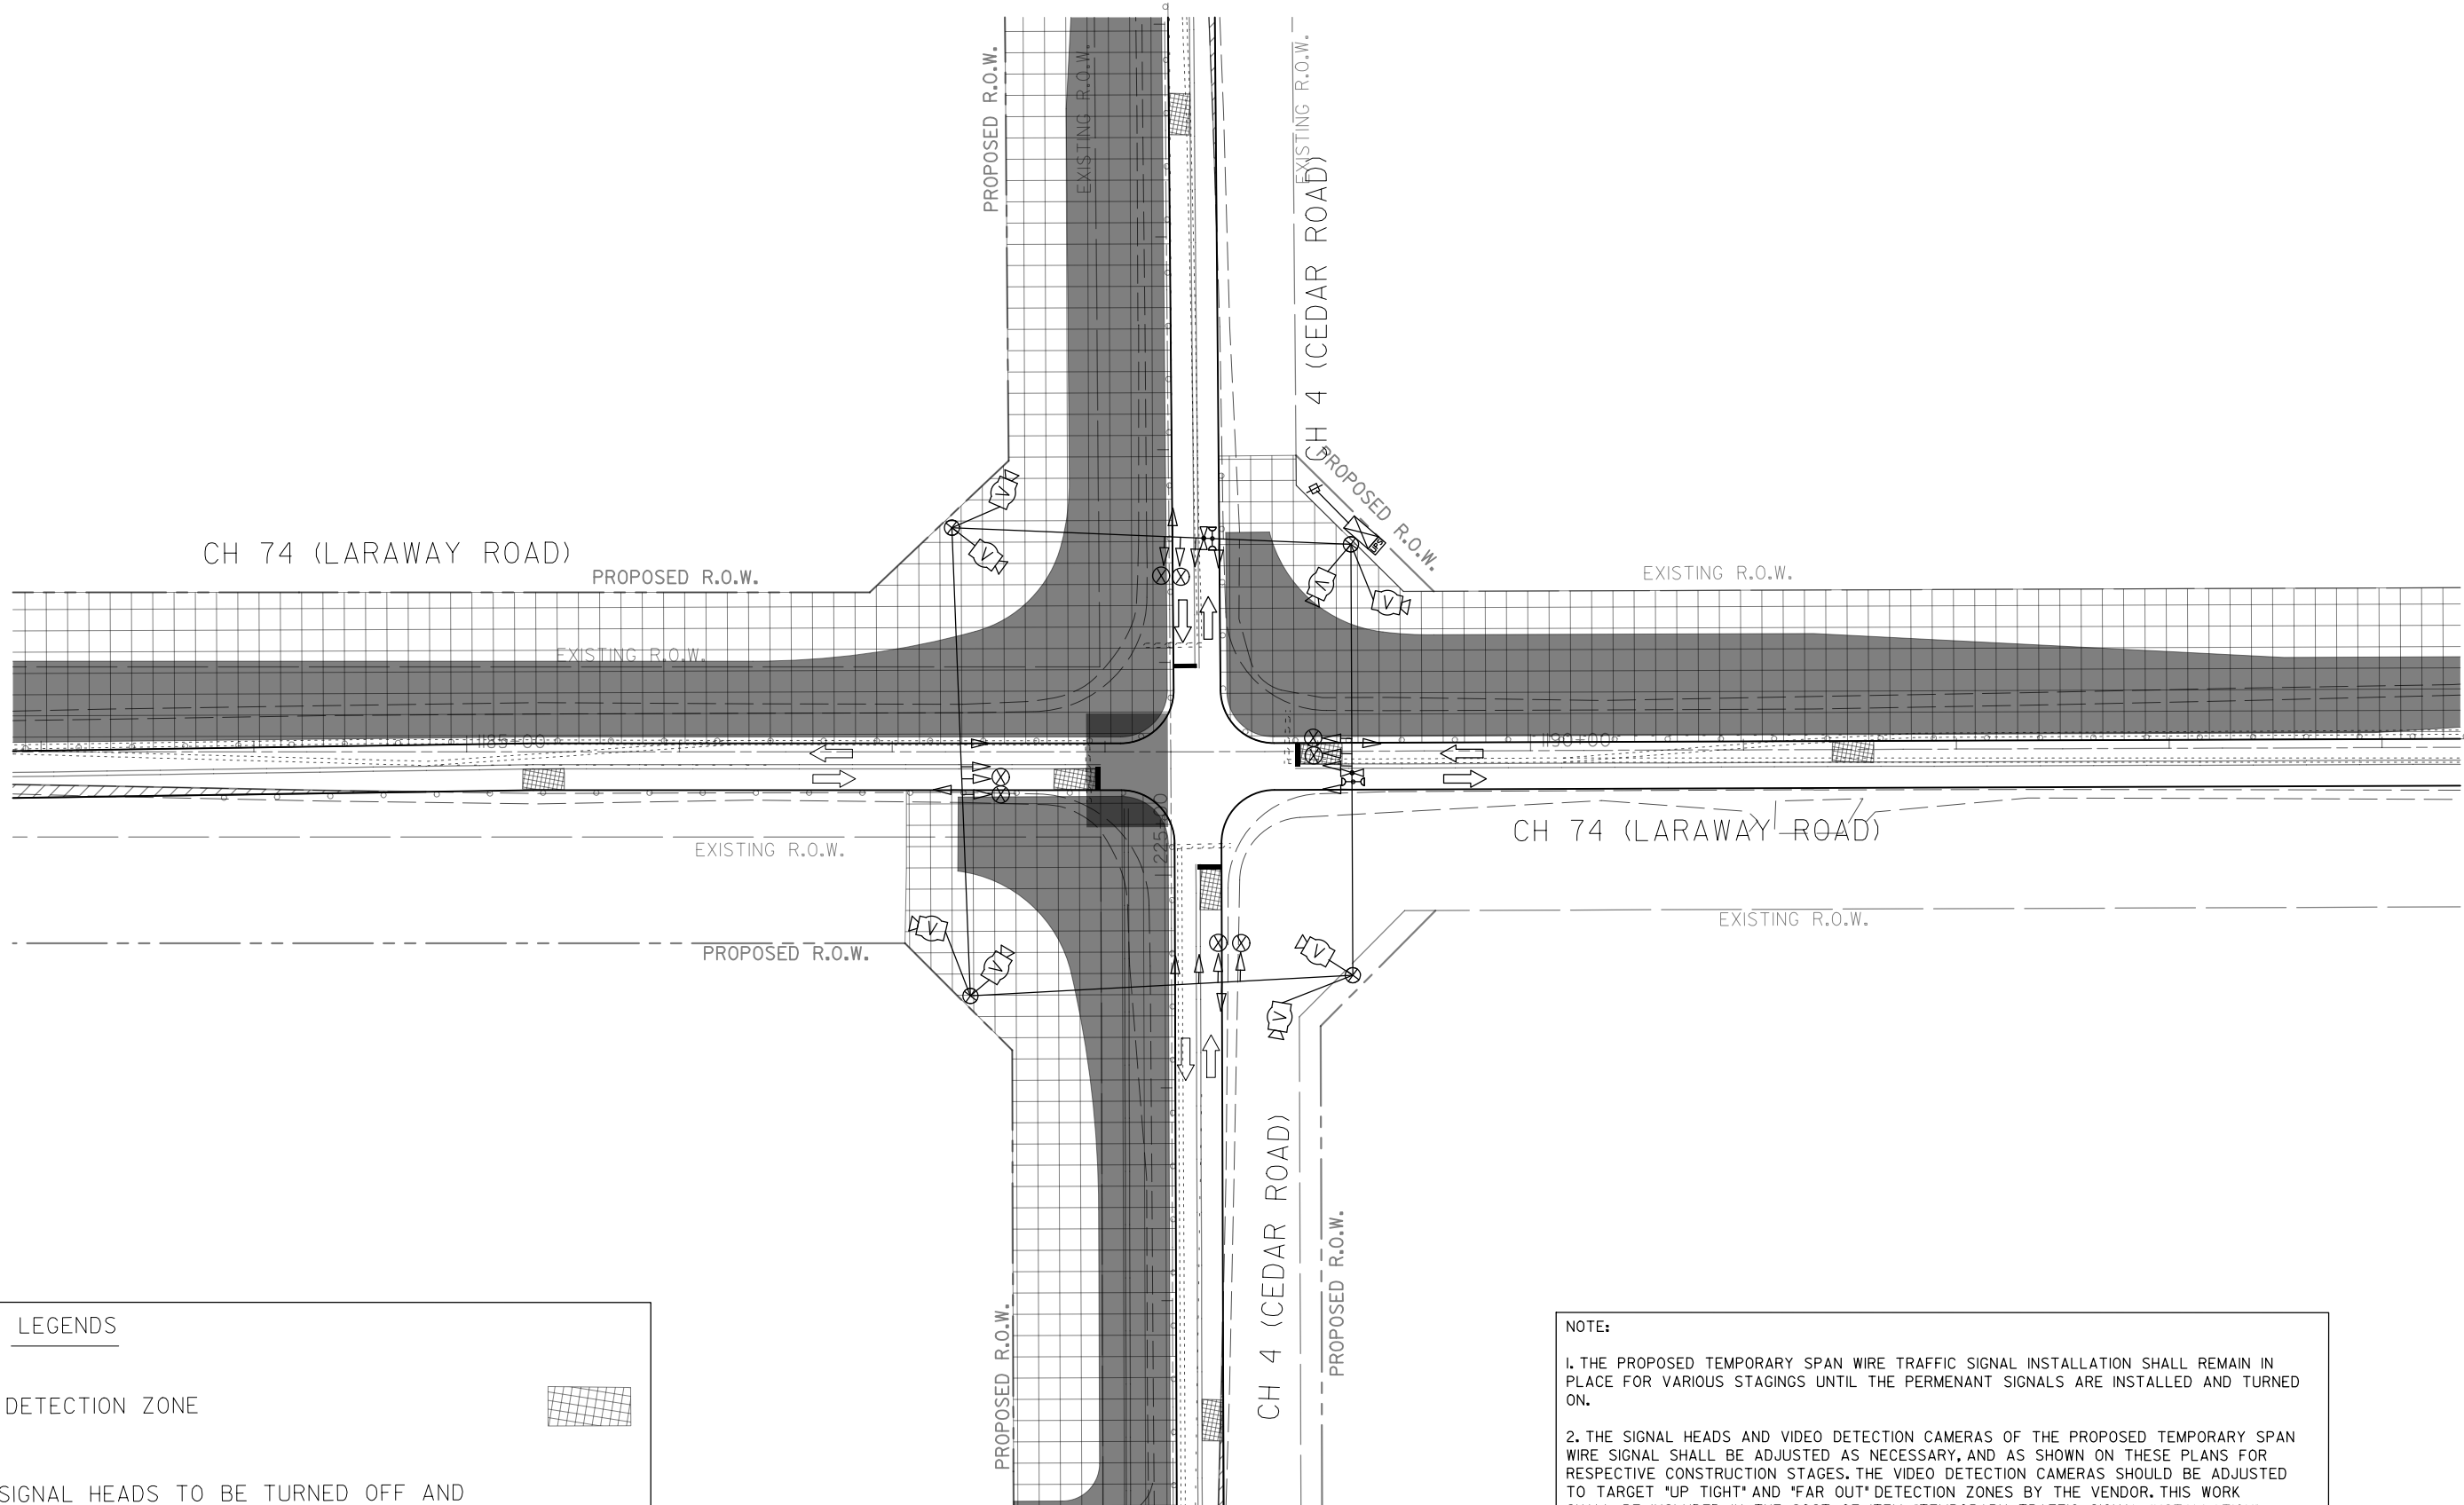 PROPOSED R.O.W.
EXISTING R.O.W.
EXISTING R.O.W.
CH 4 (CEDAR ROAD)
PROPOSED R.O.W.
CH 74 (LARAWAY ROAD)
PROPOSED R.O.W.
EXISTING R.O.W.
EXISTING R.O.W.
V
V
V
V
1185+00
1190+00
CH 74 (LARAWAY ROAD)
EXISTING R.O.W.
EXISTING R.O.W.
PROPOSED R.O.W.
V
V
V
V
CH 4 (CEDAR ROAD)
PROPOSED R.O.W.
PROPOSED R.O.W.
LEGENDS
DETECTION ZONE
SIGNAL HEADS TO BE TURNED OFF AND
NOTE:
1. THE PROPOSED TEMPORARY SPAN WIRE TRAFFIC SIGNAL INSTALLATION SHALL REMAIN IN
PLACE FOR VARIOUS STAGINGS UNTIL THE PERMENANT SIGNALS ARE INSTALLED AND TURNED
ON.
2. THE SIGNAL HEADS AND VIDEO DETECTION CAMERAS OF THE PROPOSED TEMPORARY SPAN
WIRE SIGNAL SHALL BE ADJUSTED AS NECESSARY, AND AS SHOWN ON THESE PLANS FOR
RESPECTIVE CONSTRUCTION STAGES. THE VIDEO DETECTION CAMERAS SHOULD BE ADJUSTED
TO TARGET "UP TIGHT" AND "FAR OUT" DETECTION ZONES BY THE VENDOR. THIS WORK